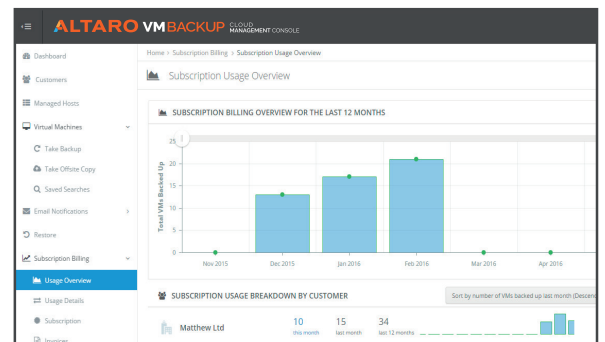 ALTARO VMBACKUP CLOUD MANAGEMENT CONSOLE
Dashboard
Customers
Managed Hosts
Virtual Machines
Take Backup
Take Offsite Copy
Saved Searches
Email Notifications
Restore
Subscription Billing
Usage Overview
Usage Details
Subscription
Invoices
Home > Subscription Billing > Subscription Usage Overview
Subscription Usage Overview
SUBSCRIPTION BILLING OVERVIEW FOR THE LAST 12 MONTHS
Total VMs Backed Up
25
20
15
10
5
0
Nov 2015 Dec 2015 Jan 2016 Feb 2016 Mar 2016 Apr 2016
SUBSCRIPTION USAGE BREAKDOWN BY CUSTOMER
Sort by number of VMs backed up last month (Descen
Matthew Ltd
10 15 34
this month last month last 12 months